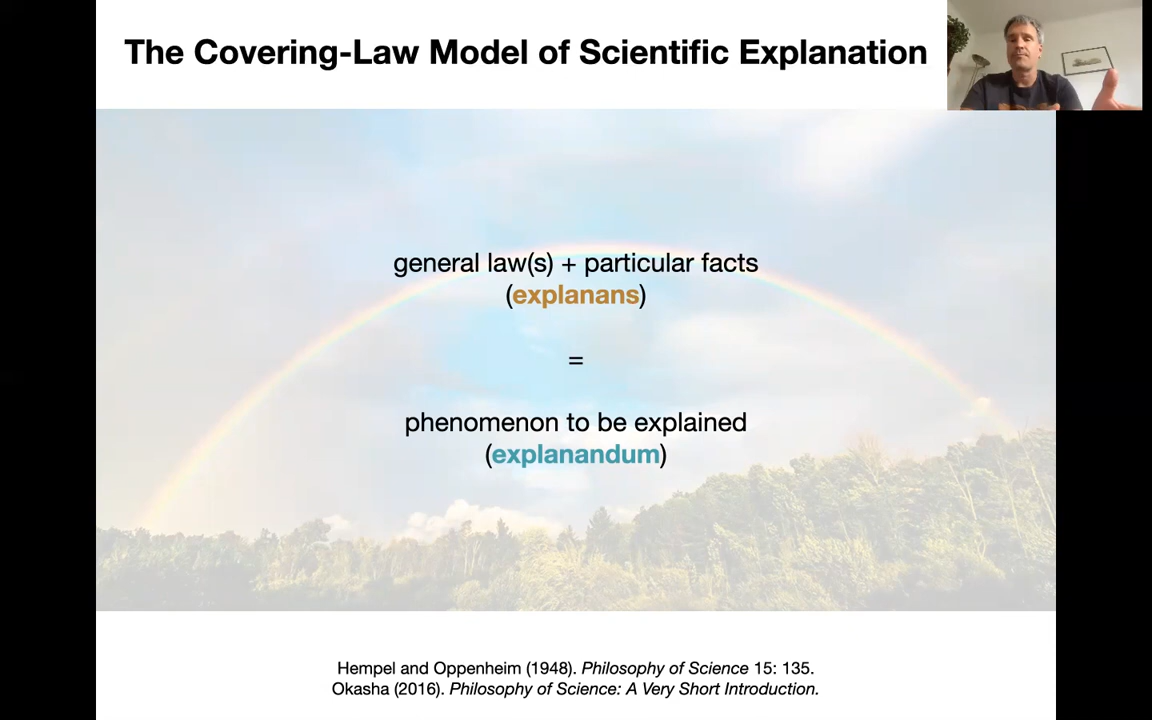 The Covering-Law Model of Scientific Explanation
general law(s) + particular facts
(explanans)
=
phenomenon to be explained
(explanandum)
Hempel and Oppenheim (1948). Philosophy of Science 15: 135.
Okasha (2016). Philosophy of Science: A Very Short Introduction.